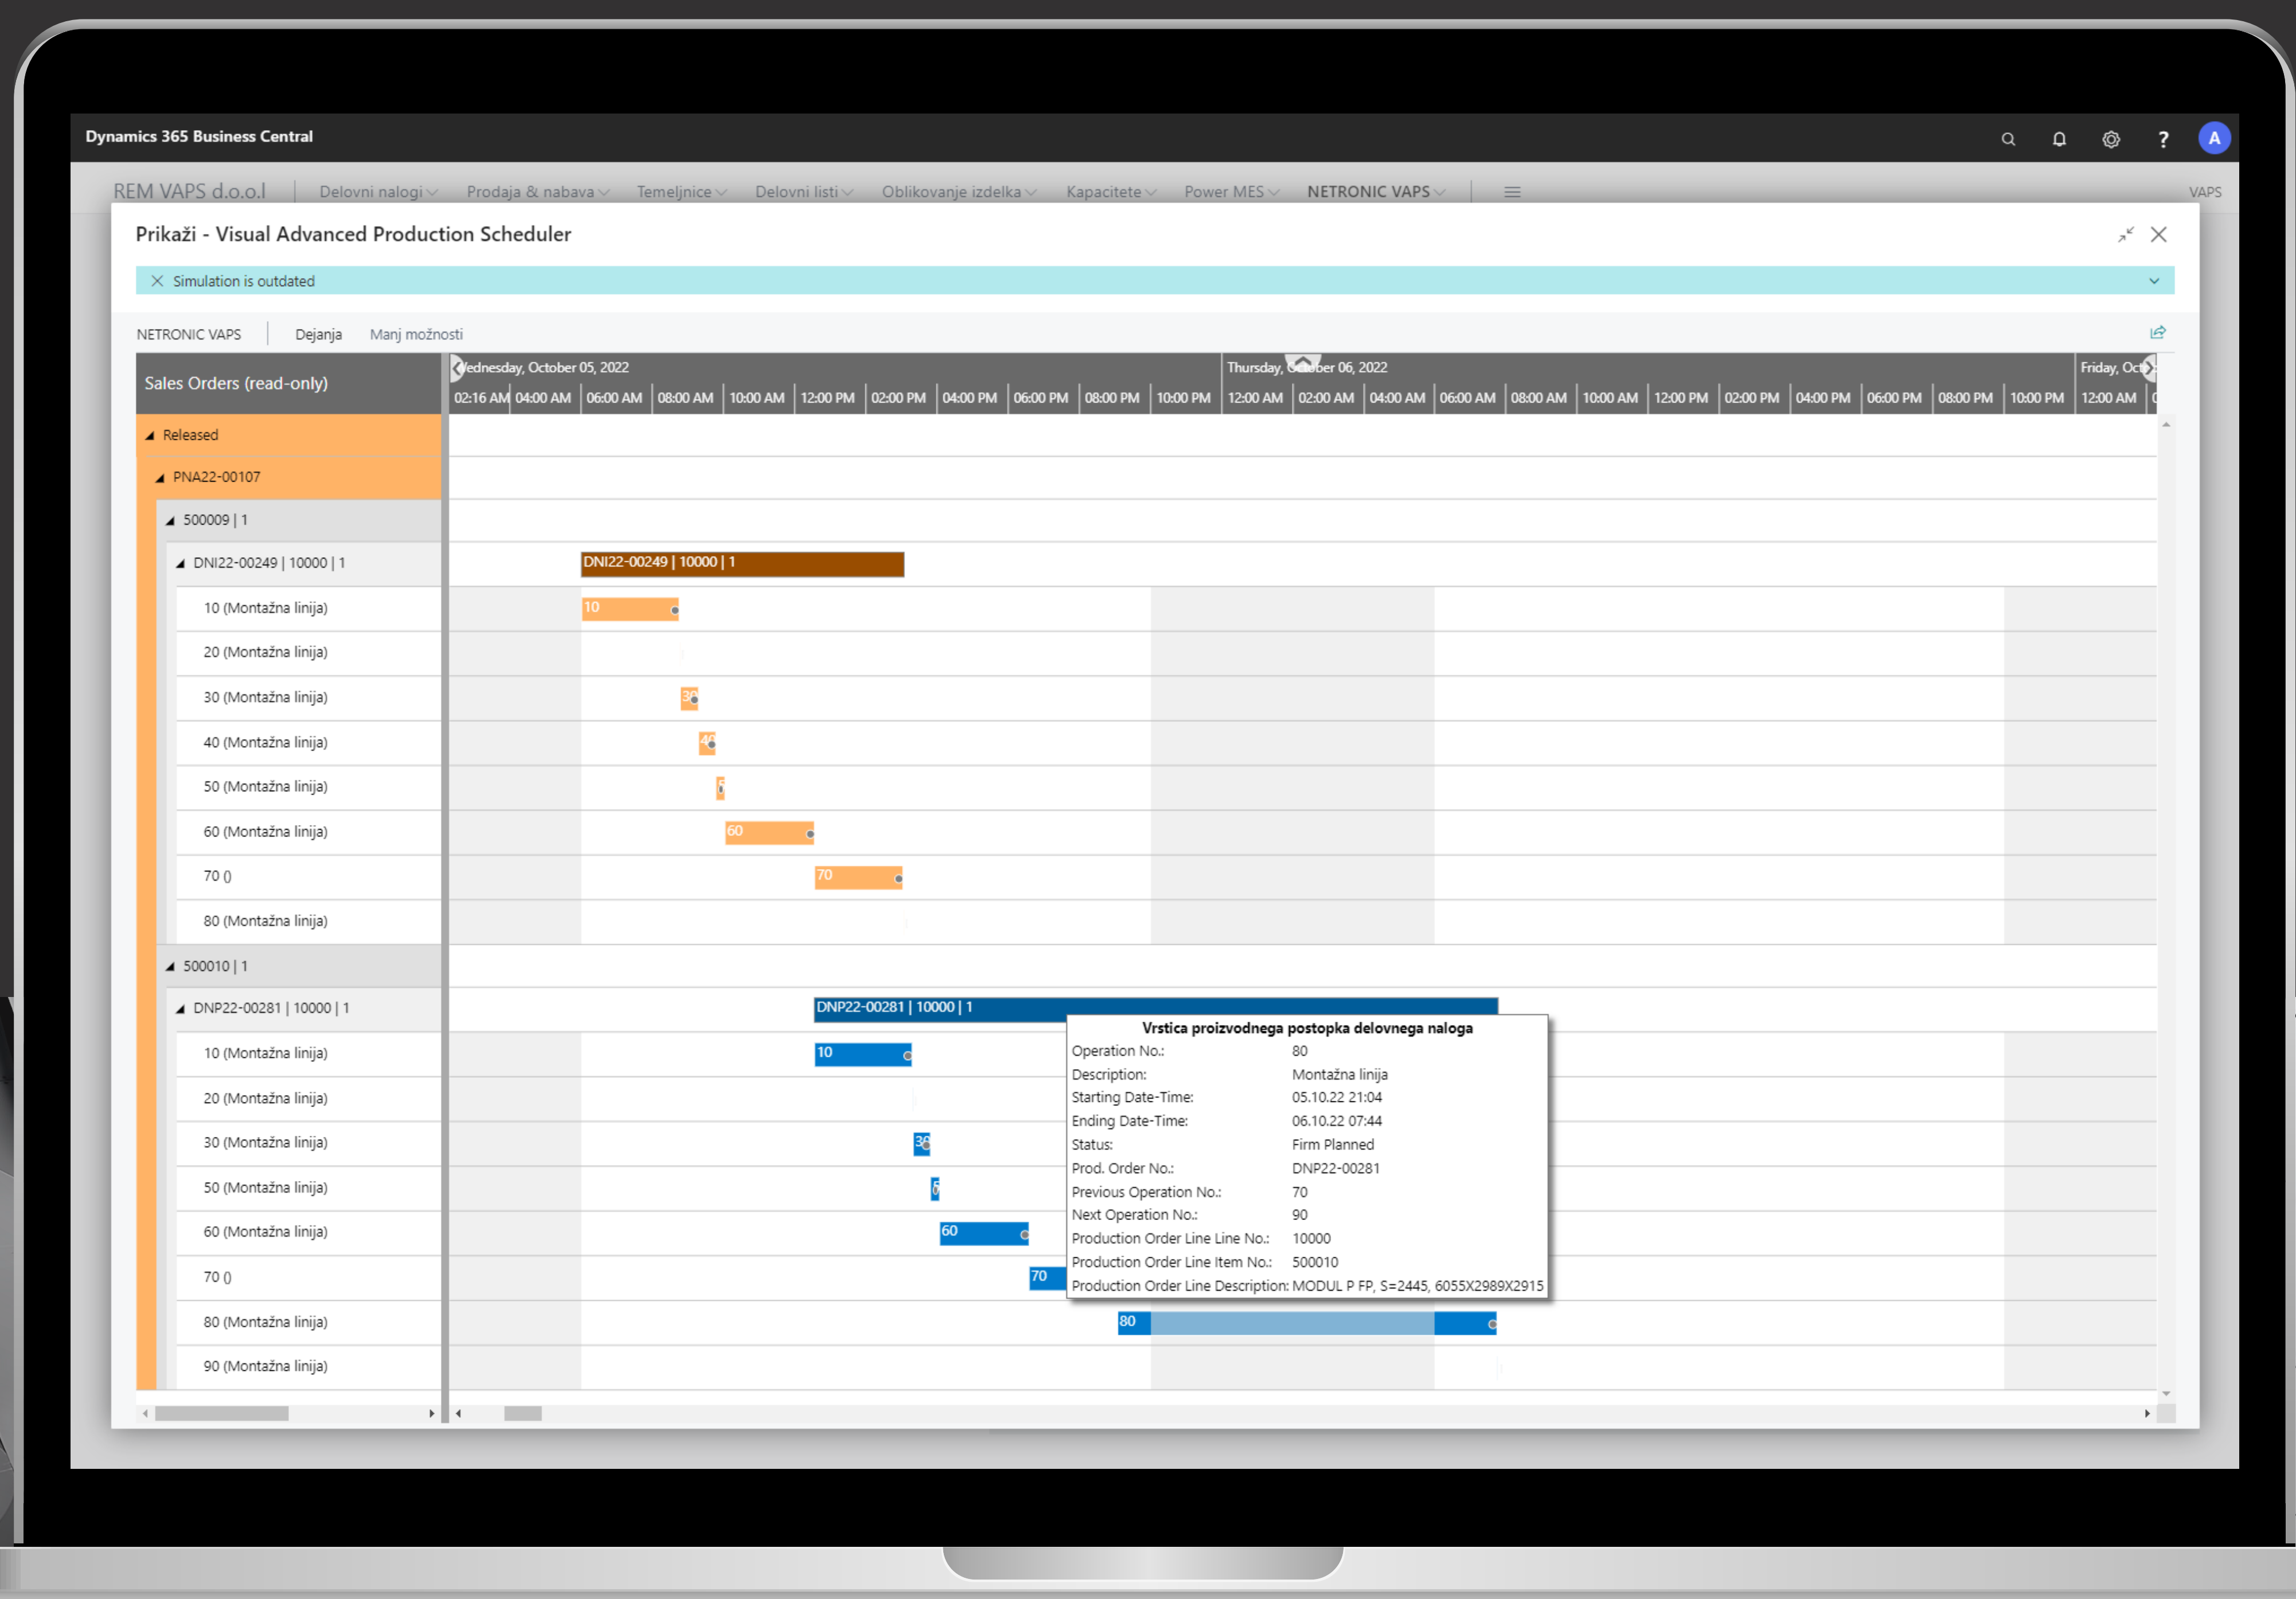 Dynamics 365 Business Central
? A
REM VAPS d.o.o.l Delovni nalogi Prodaja & nabava Temeljnice Delovni listi Oblikovanje izdelka Kapacitete Power MES NETRONIC VAPS VAPS
Prikaži - Visual Advanced Production Scheduler
Simulation is outdated
NETRONIC VAPS Dejanja Manj možnosti
Sales Orders (read-only)
October 05, 2022 Thursday, 06, 2022 Friday,
02:16 AM 04:00 AM 06:00 AM 08:00 AM 10:00 AM 12:00 PM 02:00 PM 04:00 PM 06:00 PM 08:00 PM 10:00 PM 12:00 AM 02:00 AM 04:00 AM 06:00 AM 08:00 AM 10:00 AM 12:00 PM 02:00 PM 04:00 PM 06:00 PM 08:00 PM 10:00 PM 12:00 AM
Released
PNA22-00107
500009 | 1
DNI22-00249 | 10000 | 1 DNI22-00249 | 10000 | 1
10 (Montažna linija) 10
20 (Montažna linija)
30 (Montažna linija) 30
40 (Montažna linija) 40
50 (Montažna linija)
60 (Montažna linija) 60
70 () 70
80 (Montažna linija)
500010 | 1
DNP22-00281 | 10000 | 1 DNP22-00281 | 10000 | 1
10 (Montažna linija) 10
20 (Montažna linija)
30 (Montažna linija) 30
50 (Montažna linija)
60 (Montažna linija) 60
70 () 70
80 (Montažna linija) 80
90 (Montažna linija)
Vrstica proizvodnega postopka delovnega naloga
Operation No.: 80
Description: Montažna linija
Starting Date-Time: 05.10.22 21:04
Ending Date-Time: 06.10.22 07:44
Status: Firm Planned
Prod. Order No.: DNP22-00281
Previous Operation No.: 70
Next Operation No.: 90
Production Order Line Line No.: 10000
Production Order Line Item No.: 500010
Production Order Line Description: MODUL P FP, S=2445, 6055X2989X2915